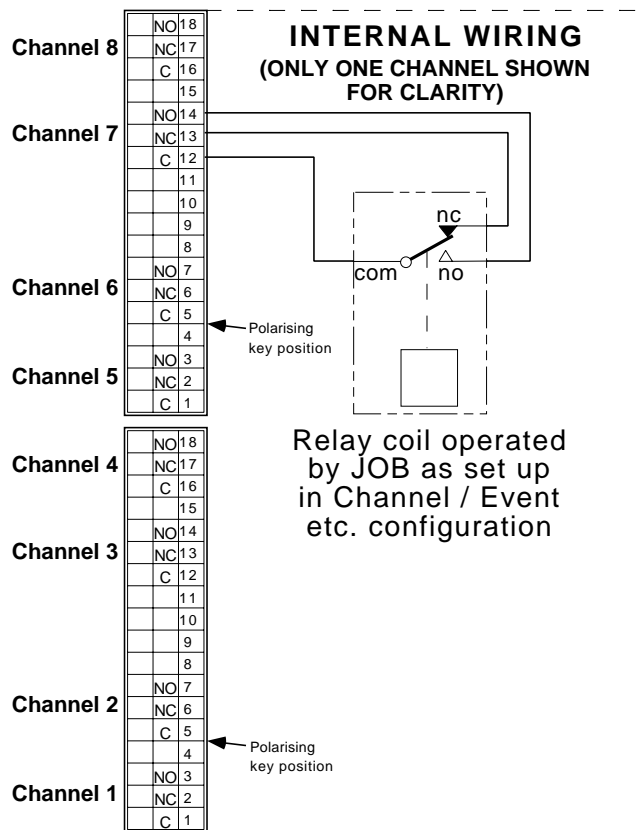 INTERNAL WIRING
(ONLY ONE CHANNEL SHOWN
FOR CLARITY)
NO 18
Channel 8 NC 17
C 16
15
NO 14
Channel 7 NC 13
C 12
11
10
9
8
NO 7
Channel 6 NC 6
C 5
4
NO 3
Channel 5 NC 2
C 1
Polarising
key position
nc
com
no
Relay coil operated
by JOB as set up
in Channel / Event
etc. configuration
NO 18
Channel 4 NC 17
C 16
15
NO 14
Channel 3 NC 13
C 12
11
10
9
8
NO 7
Channel 2 NC 6
C 5
4
NO 3
Channel 1 NC 2
C 1
Polarising
key position